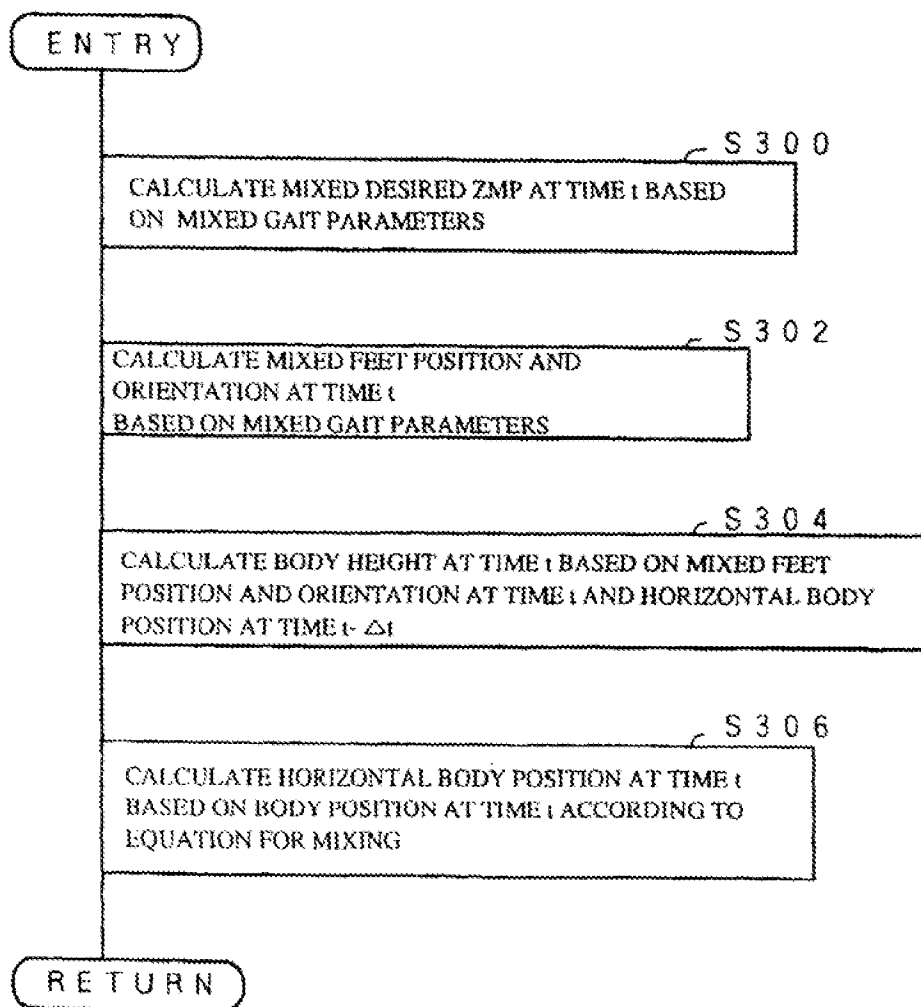 ENTRY
S300
CALCULATE MIXED DESIRED ZMP AT TIME t BASED
ON MIXED GAIT PARAMETERS
S302
CALCULATE MIXED FEET POSITION AND
ORIENTATION AT TIME t
BASED ON MIXED GAIT PARAMETERS
S304
CALCULATE BODY HEIGHT AT TIME t BASED ON MIXED FEET
POSITION AND ORIENTATION AT TIME t AND HORIZONTAL BODY
POSITION AT TIME t- △t
S306
CALCULATE HORIZONTAL BODY POSITION AT TIME t
BASED ON BODY POSITION AT TIME t ACCORDING TO
EQUATION FOR MIXING
RETURN